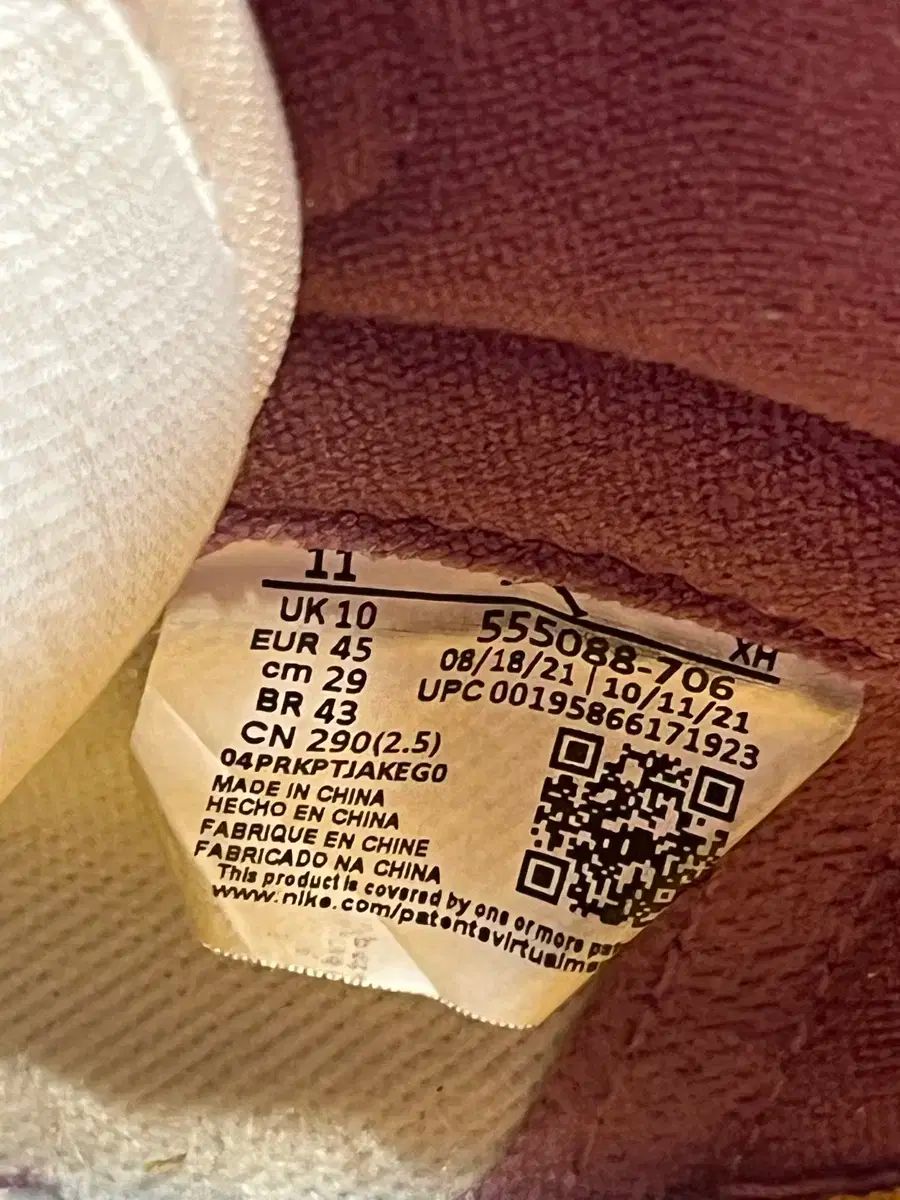 11
XH
UK 10
EUR 45
cm 29
BR 43
CN 290(2.5)
04PRKPTJAKEG0
MADE IN CHINA
HECHO EN CHINA
FABRIQUE EN CHINE
FABRICADO NA CHINA
This product is covered by one or more
www.nike.com/patentsvirtualma
555088-706
08/18/21 | 10/11/21
UPC 00195866171923